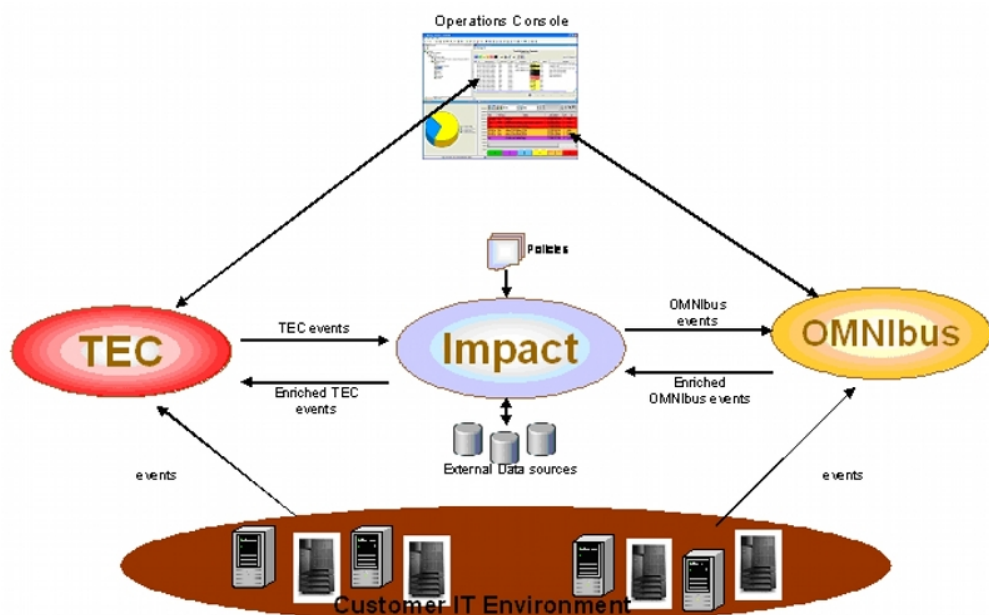 Operations Console
Policies
TEC
TEC events
Enriched TEC
events
Impact
OMNIbus
events
Enriched
OMNIbus events
OMNIbus
External Data sources
events
events
Customer IT Environment